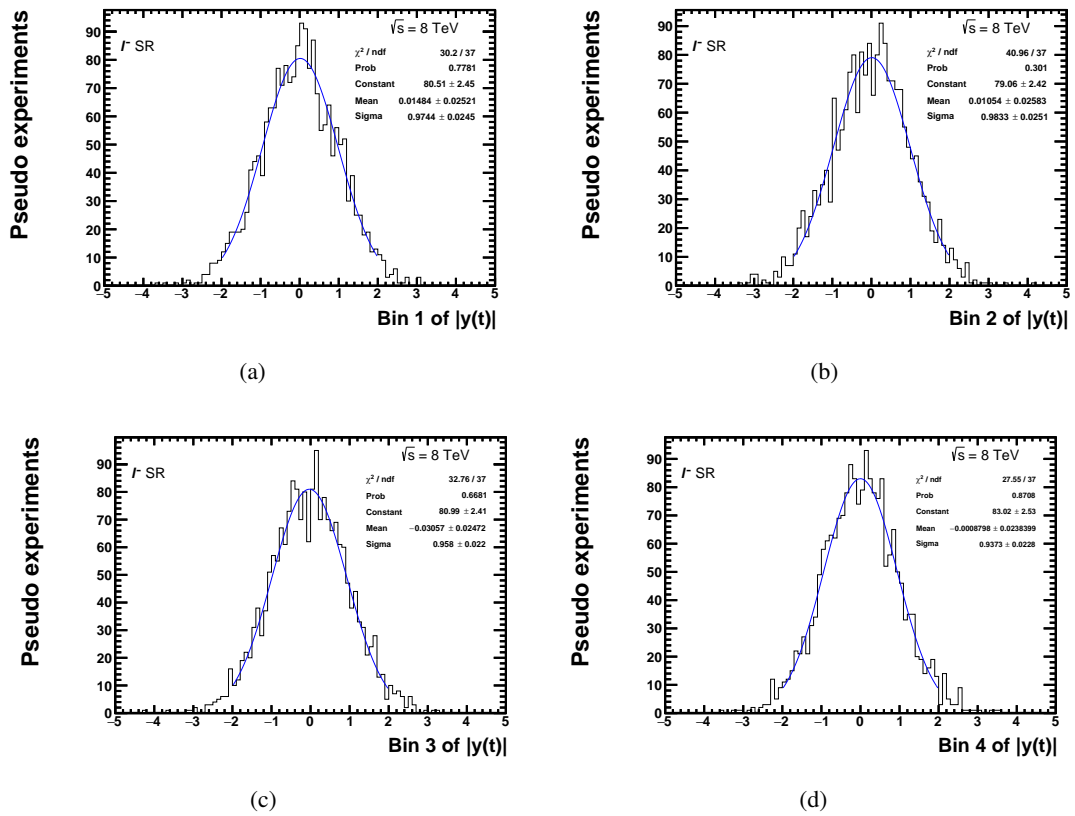 Pseudo experiments
90
80
70
60
50
40
30
20
10
0
l⁻ SR
√s = 8 TeV
χ² / ndf 30.2 / 37
Prob 0.7781
Constant 80.51 ± 2.45
Mean 0.01484 ± 0.02521
Sigma 0.9744 ± 0.0245
−5 −4 −3 −2 −1 0 1 2 3 4 5
Bin 1 of |y(t)|
(a)
Pseudo experiments
90
80
70
60
50
40
30
20
10
0
l⁻ SR
√s = 8 TeV
χ² / ndf 40.96 / 37
Prob 0.301
Constant 79.06 ± 2.42
Mean 0.01054 ± 0.02583
Sigma 0.9833 ± 0.0251
−5 −4 −3 −2 −1 0 1 2 3 4 5
Bin 2 of |y(t)|
(b)
Pseudo experiments
90
80
70
60
50
40
30
20
10
0
l⁻ SR
√s = 8 TeV
χ² / ndf 32.76 / 37
Prob 0.6681
Constant 80.99 ± 2.41
Mean −0.03057 ± 0.02472
Sigma 0.958 ± 0.022
−5 −4 −3 −2 −1 0 1 2 3 4 5
Bin 3 of |y(t)|
(c)
Pseudo experiments
90
80
70
60
50
40
30
20
10
0
l⁻ SR
√s = 8 TeV
χ² / ndf 27.55 / 37
Prob 0.8708
Constant 83.02 ± 2.53
Mean −0.0008798 ± 0.0238399
Sigma 0.9373 ± 0.0228
−5 −4 −3 −2 −1 0 1 2 3 4 5
Bin 4 of |y(t)|
(d)